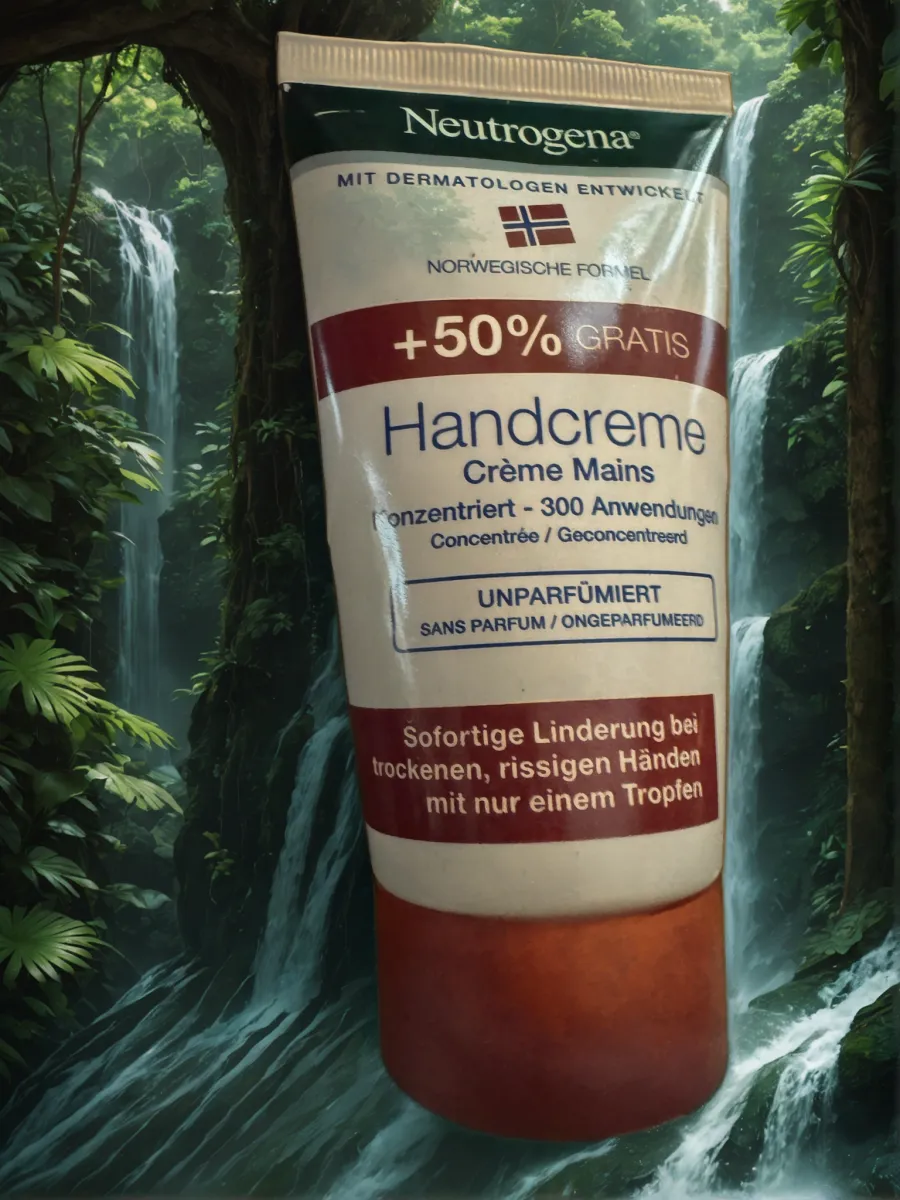 Neutrogena®
MIT DERMATOLOGEN ENTWICKELT
NORWEGISCHE FORMEL
+50% GRATIS
Handcreme
Crème Mains
Konzentriert - 300 Anwendungen
Concentrée / Geconcentreerd
UNPARFÜMIERT
SANS PARFUM / ONGEPARFUMEERD
Sofortige Linderung bei
trockenen, rissigen Händen
mit nur einem Tropfen